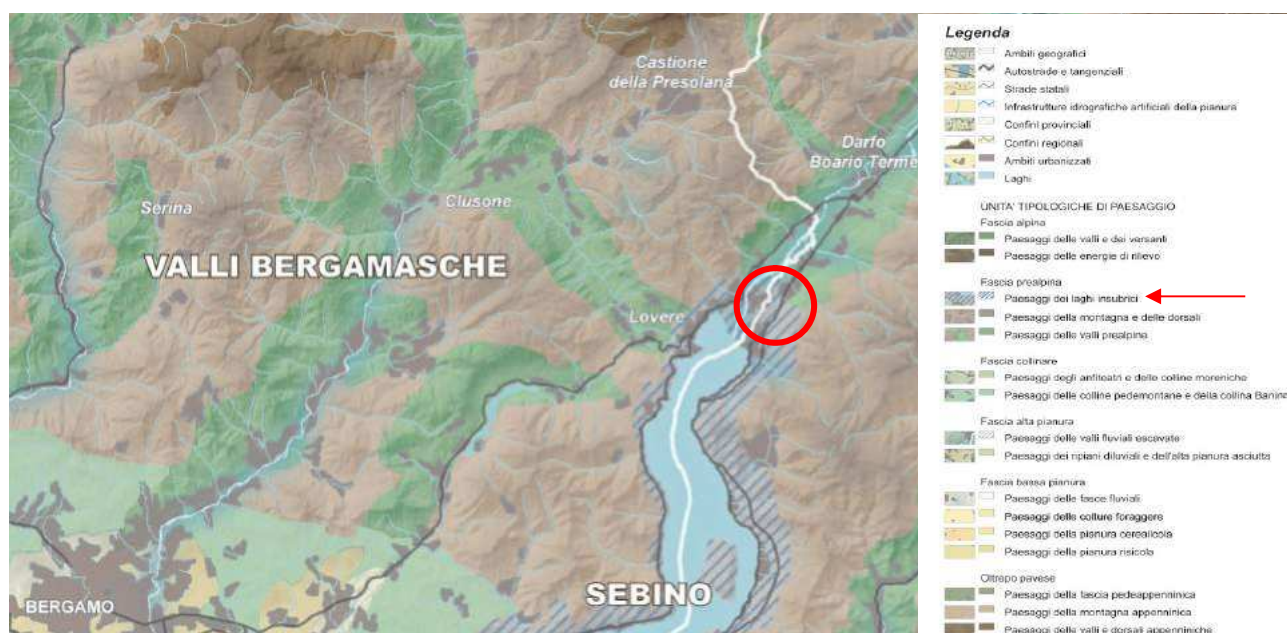 Castione
della Presolana
Darfo
Boario Terme
Serina
Clusone
VALLI BERGAMASCHE
Lovere
SEBINO
BERGAMO
Legenda
Ambiti geografici
Autostrade e tangenziali
Strade statali
Infrastrutture idrografiche artificiali della pianura
Confini provinciali
Confini regionali
Ambiti urbanizzati
Laghi
UNITA' TIPOLOGICHE DI PAESAGGIO
Fascia alpina
Paesaggi delle valli e dei versanti
Paesaggi delle energie di rilievo
Fascia prealpina
Paesaggi dei laghi insubrici
Paesaggi della montagna e delle dorsali
Paesaggi delle valli prealpine
Fascia collinare
Paesaggi degli anfiteatri e delle colline moreniche
Paesaggi delle colline pedemontane e della collina Banina
Fascia alta pianura
Paesaggi delle valli fluviali escavate
Paesaggi dei ripiani diluviali e dell'alta pianura asciutta
Fascia bassa pianura
Paesaggi delle fasce fluviali
Paesaggi delle colture foraggere
Paesaggi della pianura cerealicola
Paesaggi della pianura risicola
Oltrepo pavese
Paesaggi della fascia pedeappenninica
Paesaggi della montagna appenninica
Paesaggi delle valli e dorsali appenniniche